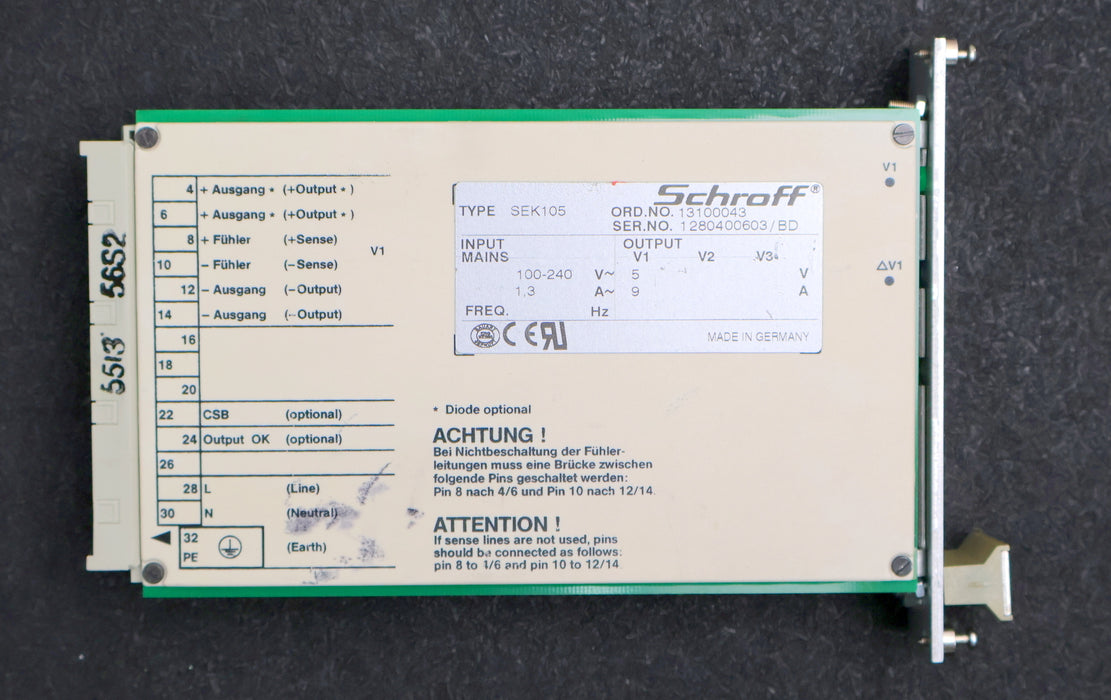 4 + Ausgang * (+Output *)
6 + Ausgang * (+Output *)
8 + Fühler (+Sense)
V1
10 − Fühler (−Sense)
12 − Ausgang (−Output)
14 − Ausgang (−Output)
16
18
20
22 CSB (optional)
24 Output OK (optional)
26
28 L (Line)
30 N (Neutral)
32
PE (Earth)
5513 56S2
Schroff®
TYPE SEK105 ORD.NO. 13100043
SER.NO. 1280400603/BD
INPUT OUTPUT
MAINS V1 V2 V3
100-240 V~ 5 V
1,3 A~ 9 A
FREQ. Hz
CE
MADE IN GERMANY
V1
ΔV1
* Diode optional
ACHTUNG !
Bei Nichtbeschaltung der Fühler-
leitungen muss eine Brücke zwischen
folgende Pins geschaltet werden:
Pin 8 nach 4/6 und Pin 10 nach 12/14
ATTENTION !
If sense lines are not used, pins
should be connected as follows:
pin 8 to 4/6 and pin 10 to 12/14